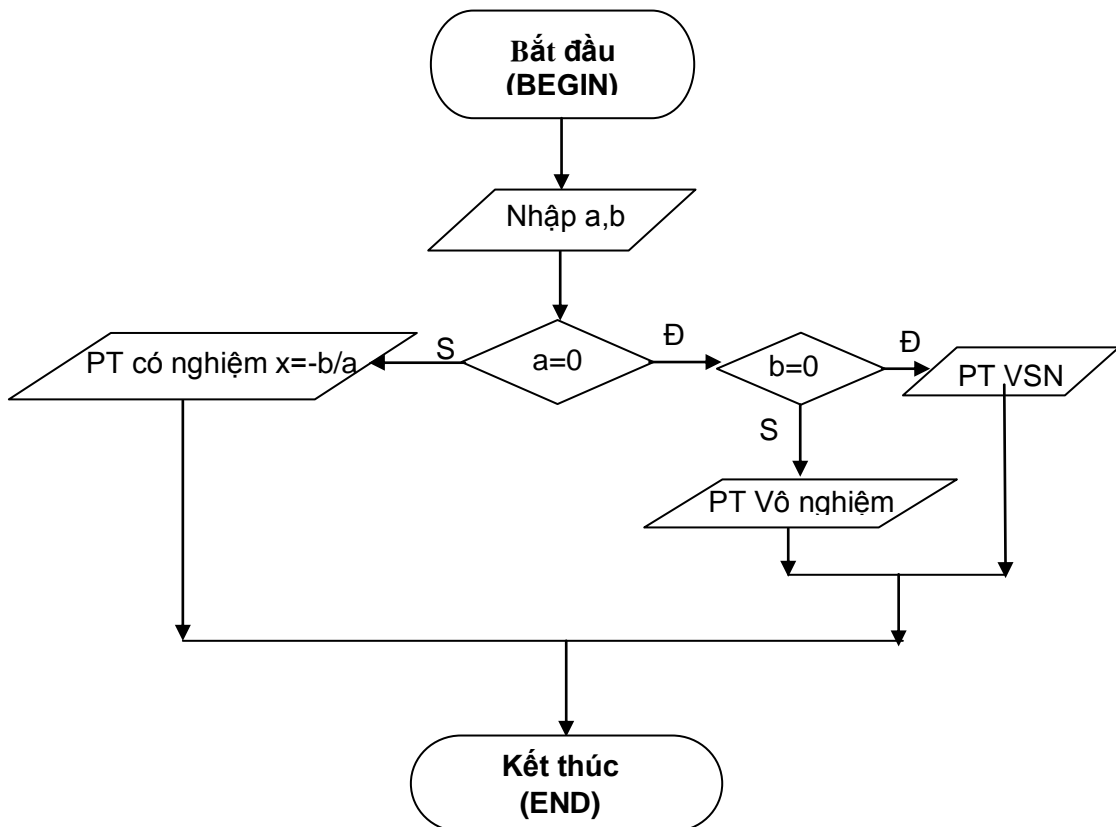 Bắt đầu
(BEGIN)
Nhập a,b
a=0
S
Đ
PT có nghiệm x=-b/a
b=0
Đ
PT VSN
S
PT Vô nghiệm
Kết thúc
(END)